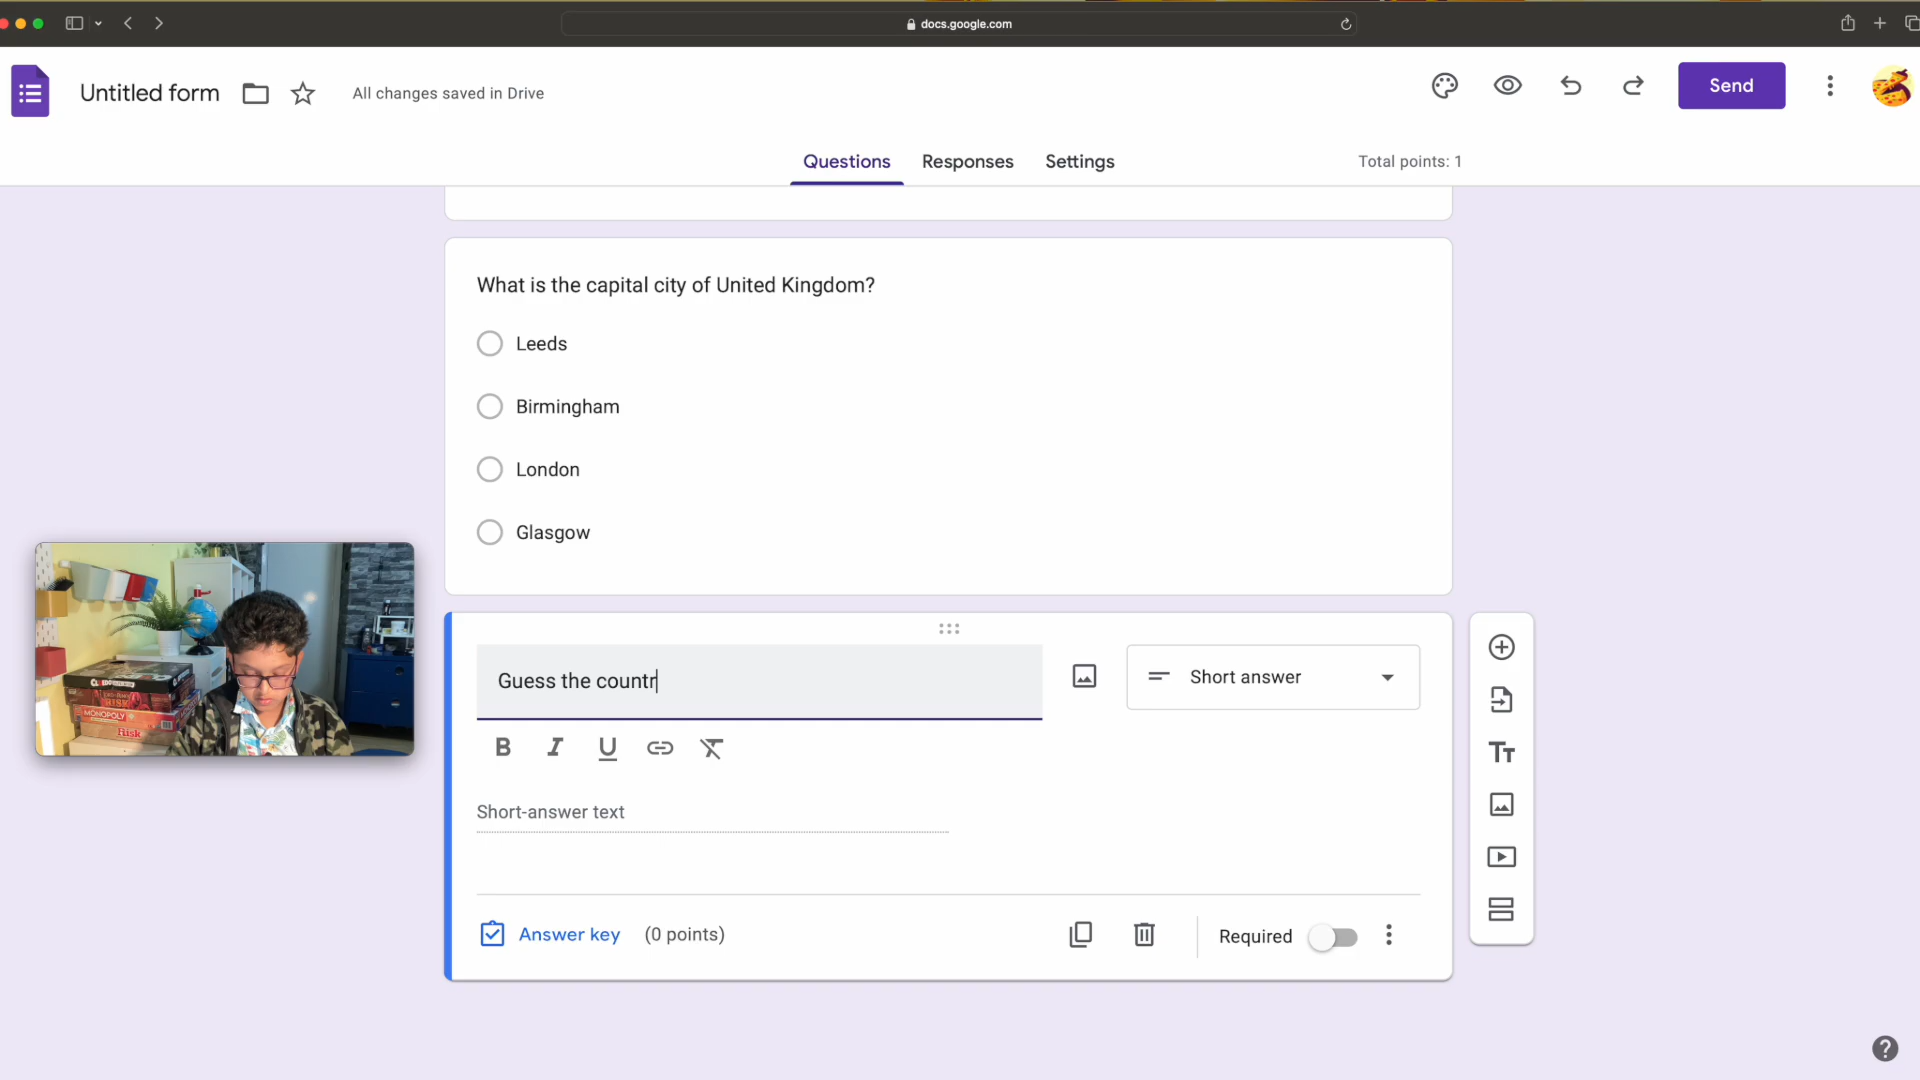 docs.google.com
Untitled form
All changes saved in Drive
Send
Questions
Responses
Settings
Total points: 1
What is the capital city of United Kingdom?
Leeds
Birmingham
London
Glasgow
Guess the countr
Short answer
B I U
Short-answer text
Answer key
(0 points)
Required
MONOPOLY
Risk